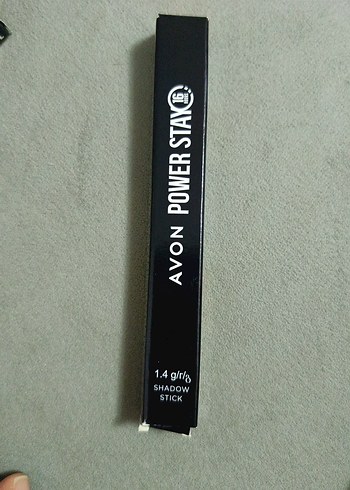 AVON POWER STAY 16
1.4 g/г/ გ
SHADOW
STICK